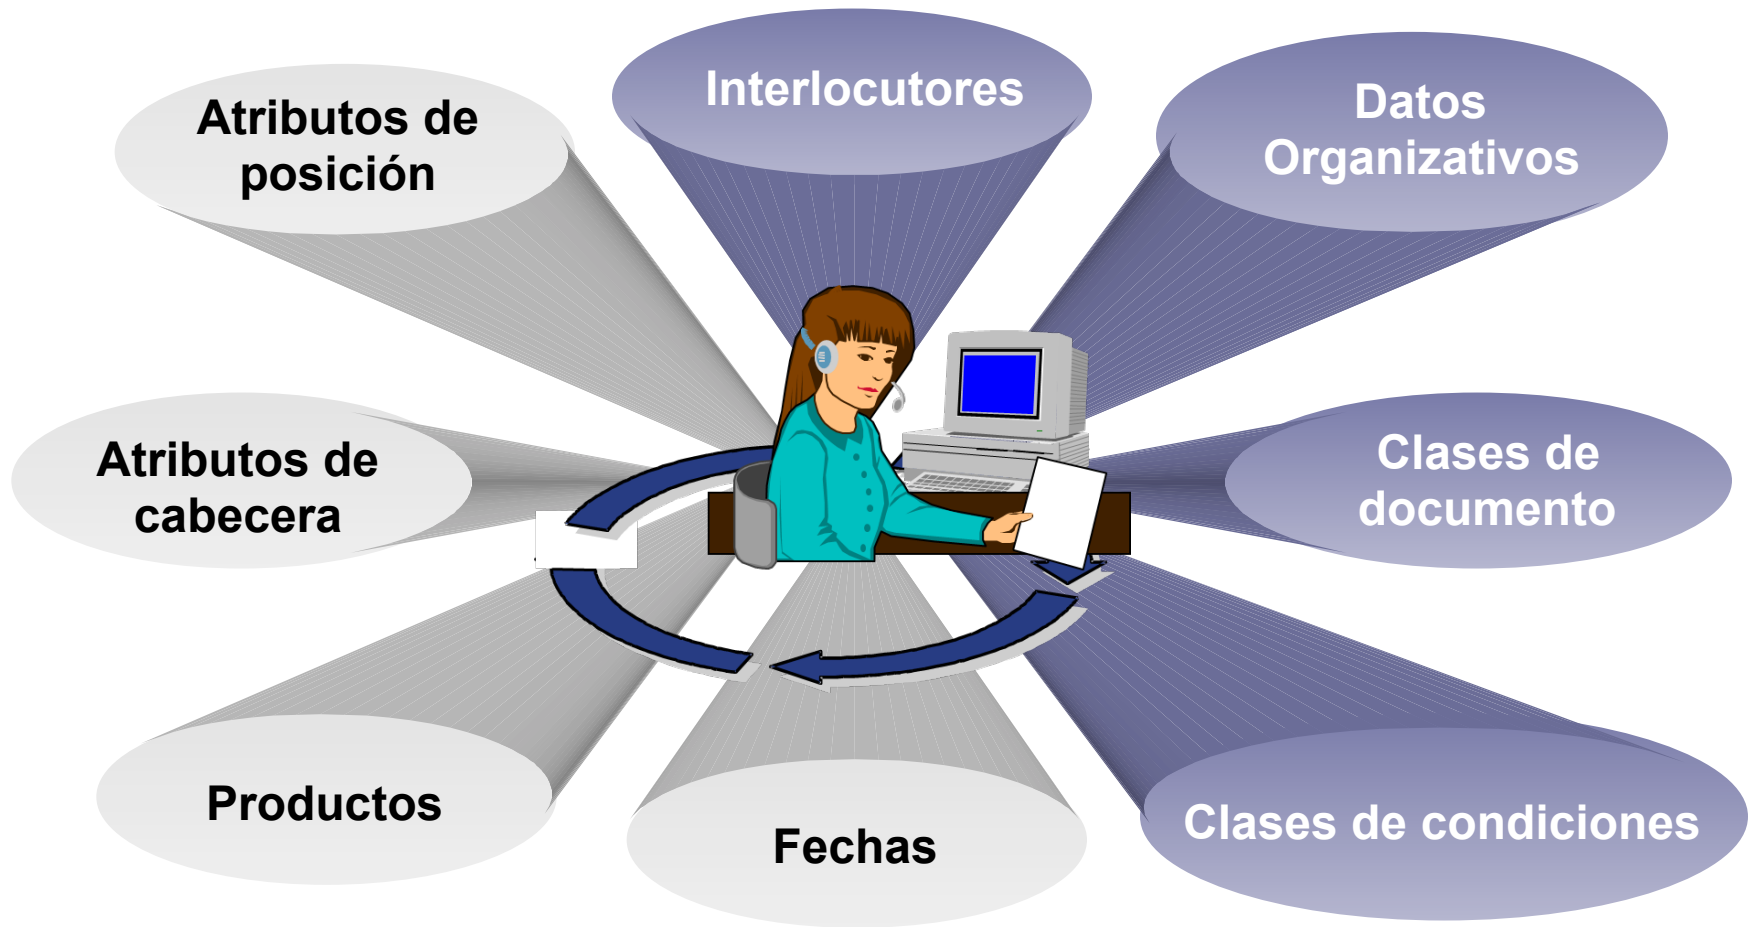 Interlocutores
Atributos de
posición
Datos
Organizativos
Atributos de
cabecera
Clases de
documento
Productos
Fechas
Clases de condiciones